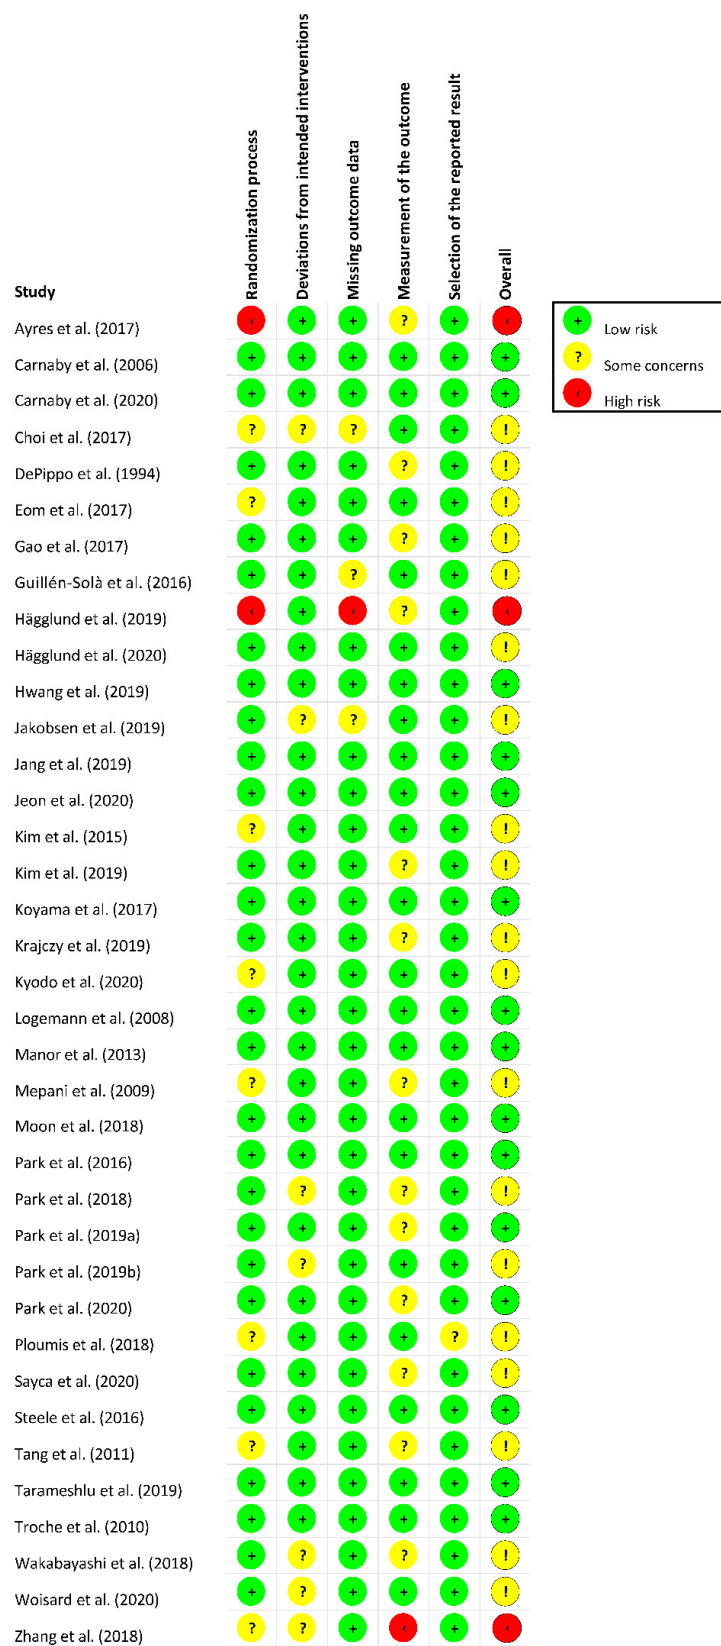 Randomization process
Deviations from intended interventions
Missing outcome data
Measurement of the outcome
Selection of the reported result
Overall
Study
Ayres et al. (2017) ‹ + + ? + ‹
Carnaby et al. (2006) + + + + + +
Carnaby et al. (2020) + + + + + +
Choi et al. (2017) ? ? ? + + !
DePippo et al. (1994) + + + ? + !
Eom et al. (2017) ? + + + + !
Gao et al. (2017) + + + ? + !
Guillén-Solà et al. (2016) + + ? + + !
Hägglund et al. (2019) ‹ + ‹ ? + ‹
Hägglund et al. (2020) + + + + + !
Hwang et al. (2019) + + + + + +
Jakobsen et al. (2019) + ? ? + + !
Jang et al. (2019) + + + + + +
Jeon et al. (2020) + + + + + +
Kim et al. (2015) ? + + + + !
Kim et al. (2019) + + + ? + !
Koyama et al. (2017) + + + + + +
Krajczy et al. (2019) + + + ? + !
Kyodo et al. (2020) ? + + + + !
Logemann et al. (2008) + + + + + +
Manor et al. (2013) + + + + + +
Mepani et al. (2009) ? + + ? + !
Moon et al. (2018) + + + + + +
Park et al. (2016) + + + + + +
Park et al. (2018) + ? + ? + !
Park et al. (2019a) + + + ? + +
Park et al. (2019b) + ? + + + !
Park et al. (2020) + + + ? + +
Ploumis et al. (2018) ? + + + ? !
Sayca et al. (2020) + + + ? + !
Steele et al. (2016) + + + + + +
Tang et al. (2011) ? + + ? + !
Tarameshlu et al. (2019) + + + + + +
Troche et al. (2010) + + + + + +
Wakabayashi et al. (2018) + ? + ? + !
Woisard et al. (2020) + ? + + + !
Zhang et al. (2018) ? ? + ‹ + ‹
+ Low risk
? Some concerns
‹ High risk